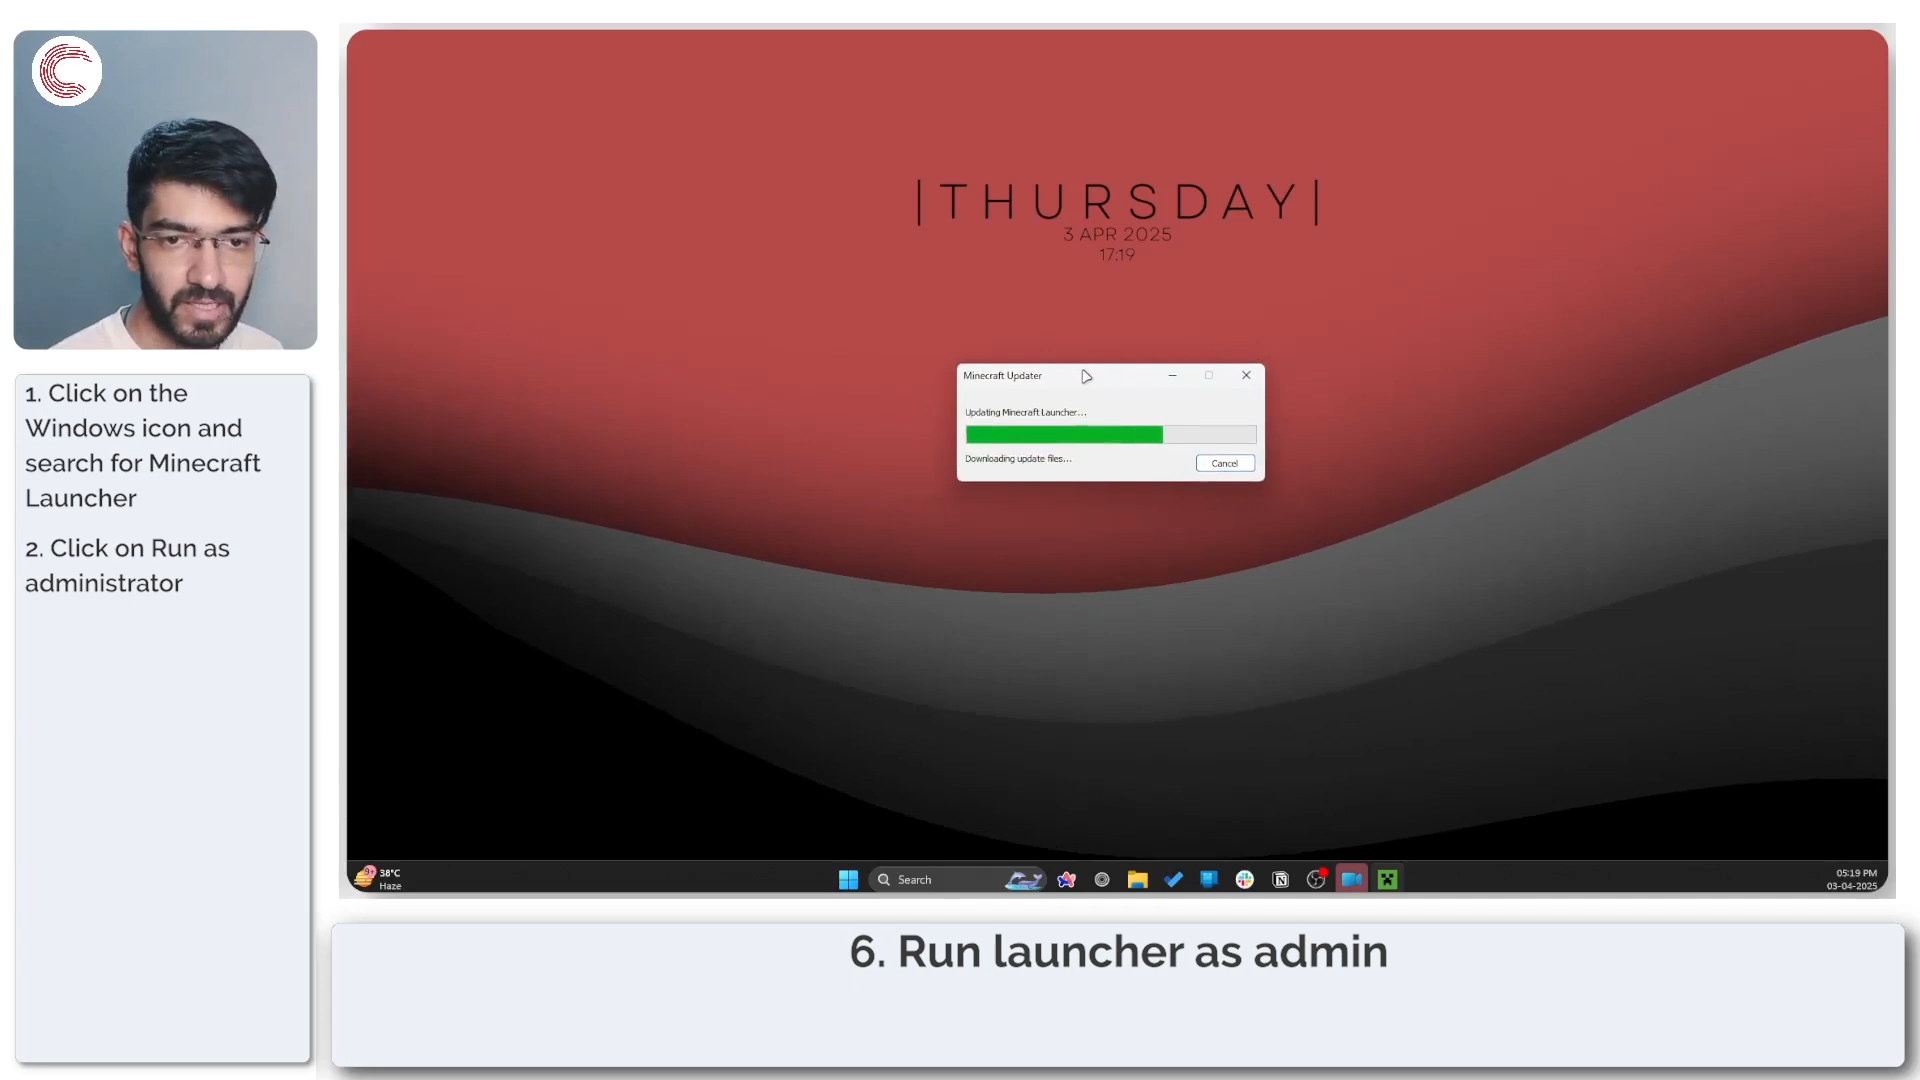 1. Click on the
Windows icon and
search for Minecraft
Launcher
2. Click on Run as
administrator
|THURSDAY|
3 APR 2025
17:19
Minecraft Updater
Updating Minecraft Launcher...
Downloading update files...
Cancel
9+
38°C
Haze
Search
05:19 PM
03-04-2025
6. Run launcher as admin